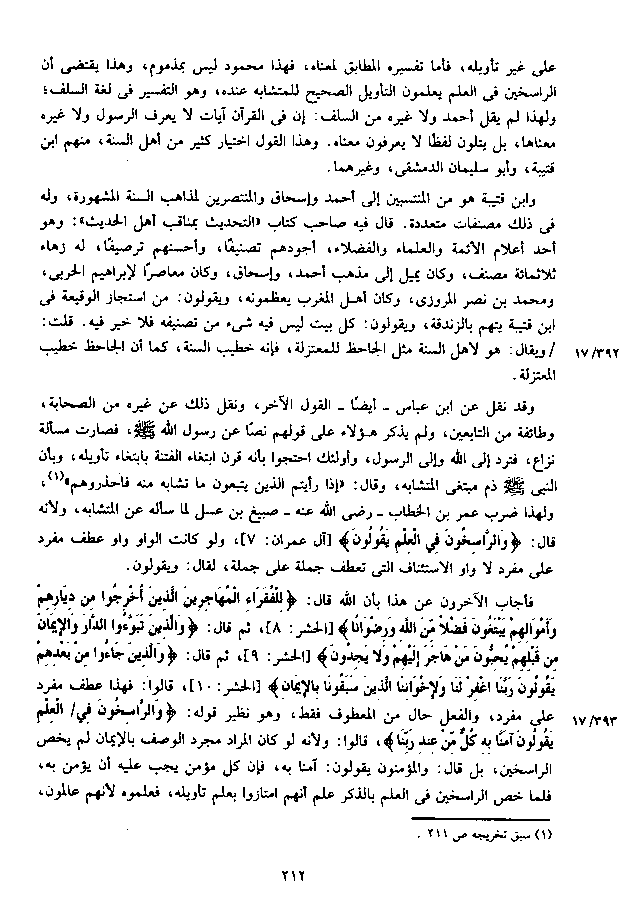 على غير تأويله، فأما تفسيره المطابق لمعناه، فهذا محمود ليس بمذموم، وهذا يقتضى أن
الراسخين فى العلم يعلمون التأويل الصحيح للمتشابه عنده، وهو التفسير فى لغة السلف؛
ولهذا لم يقل أحمد ولا غيره من السلف: إن فى القرآن آيات لا يعرف الرسول ولا غيره
معناها، بل يتلون لفظًا لا يعرفون معناه. وهذا القول اختيار كثير من أهل السنة، منهم ابن
قتيبة، وأبو سليمان الدمشقى، وغيرهما.
وابن قتيبة هو من المنتسبين إلى أحمد وإسحاق والمنتصرين لمذاهب السنة المشهورة، وله
فى ذلك مصنفات متعددة. قال فيه صاحب كتاب «التحديث بمناقب أهل الحديث»: وهو
أحد أعلام الأئمة والعلماء والفضلاء، أجودهم تصنيفًا، وأحسنهم ترصيفًا، له زهاء
ثلاثمائة مصنف، وكان يميل إلى مذهب أحمد، وإسحاق، وكان معاصرًا لإبراهيم الحربى،
ومحمد بن نصر المروزى، وكان أهل المغرب يعظمونه، ويقولون: من استجاز الوقيعة فى
ابن قتيبة يتهم بالزندقة، ويقولون: كل بيت ليس فيه شىء من تصنيفه فلا خير فيه. قلت:
١٧/٣٩٢ /ويقال: هو لأهل السنة مثل الجاحظ للمعتزلة، فإنه خطيب السنة، كما أن الجاحظ خطيب
المعتزلة.
وقد نقل عن ابن عباس ـ أيضًا ـ القول الآخر، ونقل ذلك عن غيره من الصحابة،
وطائفة من التابعين، ولم يذكر هؤلاء على قولهم نصًا عن رسول الله ﷺ، فصارت مسألة
نزاع، فترد إلى الله وإلى الرسول، وأولئك احتجوا بأنه قرن ابتغاء الفتنة بابتغاء تأويله، وبأن
النبى ﷺ ذم مبتغى المتشابه، وقال: «إذا رأيتم الذين يتبعون ما تشابه منه فاحذروهم»(١)،
ولهذا ضرب عمر بن الخطاب ـ رضى الله عنه ـ صبيغ بن عسل لما سأله عن المتشابه، ولأنه
قال: ﴿وَالرَّاسِخُونَ فِي الْعِلْمِ يَقُولُونَ﴾ [آل عمران: ٧]، ولو كانت الواو واو عطف مفرد
على مفرد لا واو الاستئناف التى تعطف جملة على جملة، لقال: ويقولون.
فأجاب الآخرون عن هذا بأن الله قال: ﴿لِلْفُقَرَاءِ الْمُهَاجِرِينَ الَّذِينَ أُخْرِجُوا مِن دِيَارِهِمْ
وَأَمْوَالِهِمْ يَبْتَغُونَ فَضْلاً مِّنَ اللَّهِ وَرِضْوَانًا﴾ [الحشر: ٨]، ثم قال: ﴿وَالَّذِينَ تَبَوَّءُوا الدَّارَ وَالإِيمَانَ
مِن قَبْلِهِمْ يُحِبُّونَ مَنْ هَاجَرَ إِلَيْهِمْ وَلا يَجِدُونَ﴾ [الحشر: ٩]، ثم قال: ﴿وَالَّذِينَ جَاءُوا مِنْ بَعْدِهِمْ
يَقُولُونَ رَبَّنَا اغْفِرْ لَنَا وَلإِخْوَانِنَا الَّذِينَ سَبَقُونَا بِالإِيمَانِ﴾ [الحشر: ١٠]، قالوا: فهذا عطف مفرد
١٧/٣٩٣ على مفرد، والفعل حال من المعطوف فقط، وهو نظير قوله: ﴿وَالرَّاسِخُونَ فِي/ الْعِلْمِ
يَقُولُونَ آمَنَّا بِهِ كُلٌّ مِّنْ عِندِ رَبِّنَا﴾، قالوا: ولأنه لو كان المراد مجرد الوصف بالإيمان لم يخص
الراسخين، بل قال: والمؤمنون يقولون: آمنا به، فإن كل مؤمن يجب عليه أن يؤمن به،
فلما خص الراسخين فى العلم بالذكر علم أنهم امتازوا بعلم تأويله، فعلموه لأنهم عالمون،
(١) سبق تخريجه ص ٢١١ .
٢١٢